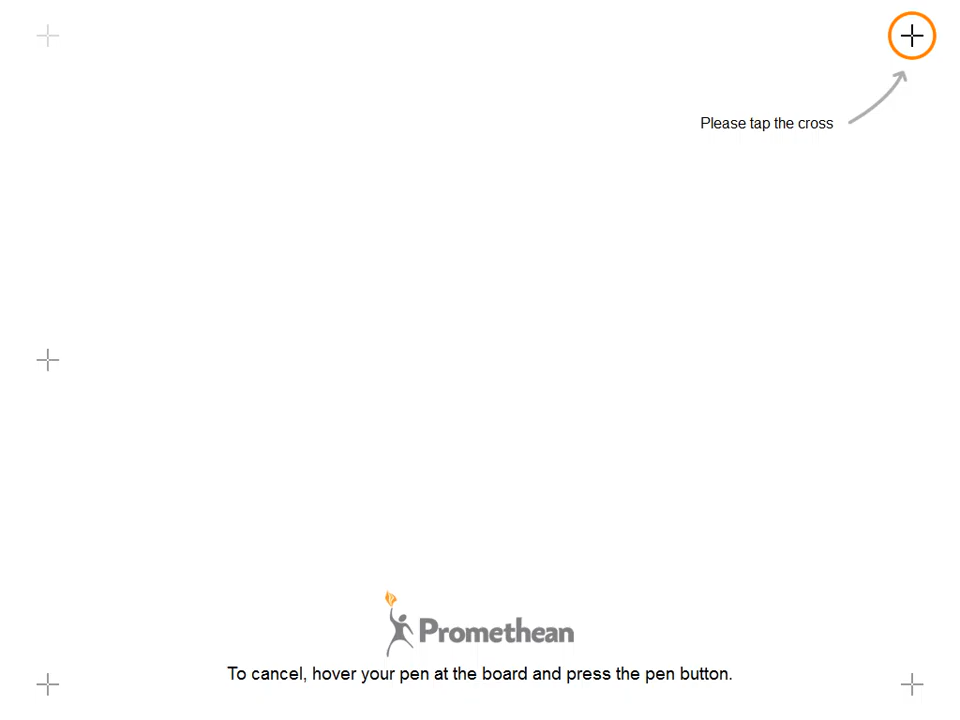 Please tap the cross
Promethean
To cancel, hover your pen at the board and press the pen button.